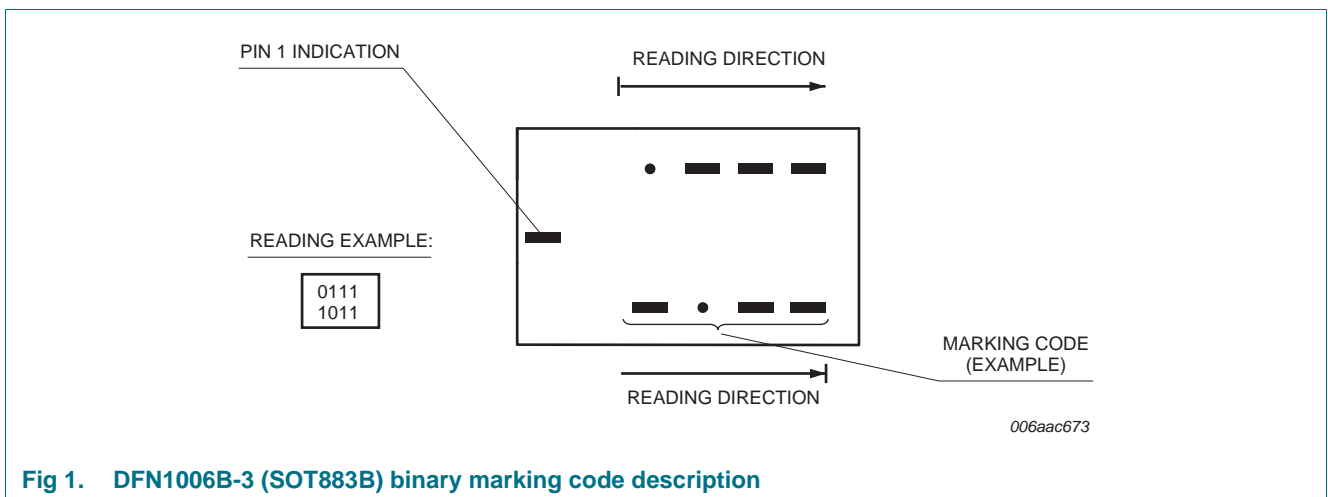 PIN 1 INDICATION
READING DIRECTION
READING EXAMPLE:
0111
1011
MARKING CODE
(EXAMPLE)
READING DIRECTION
006aac673
Fig 1. DFN1006B-3 (SOT883B) binary marking code description